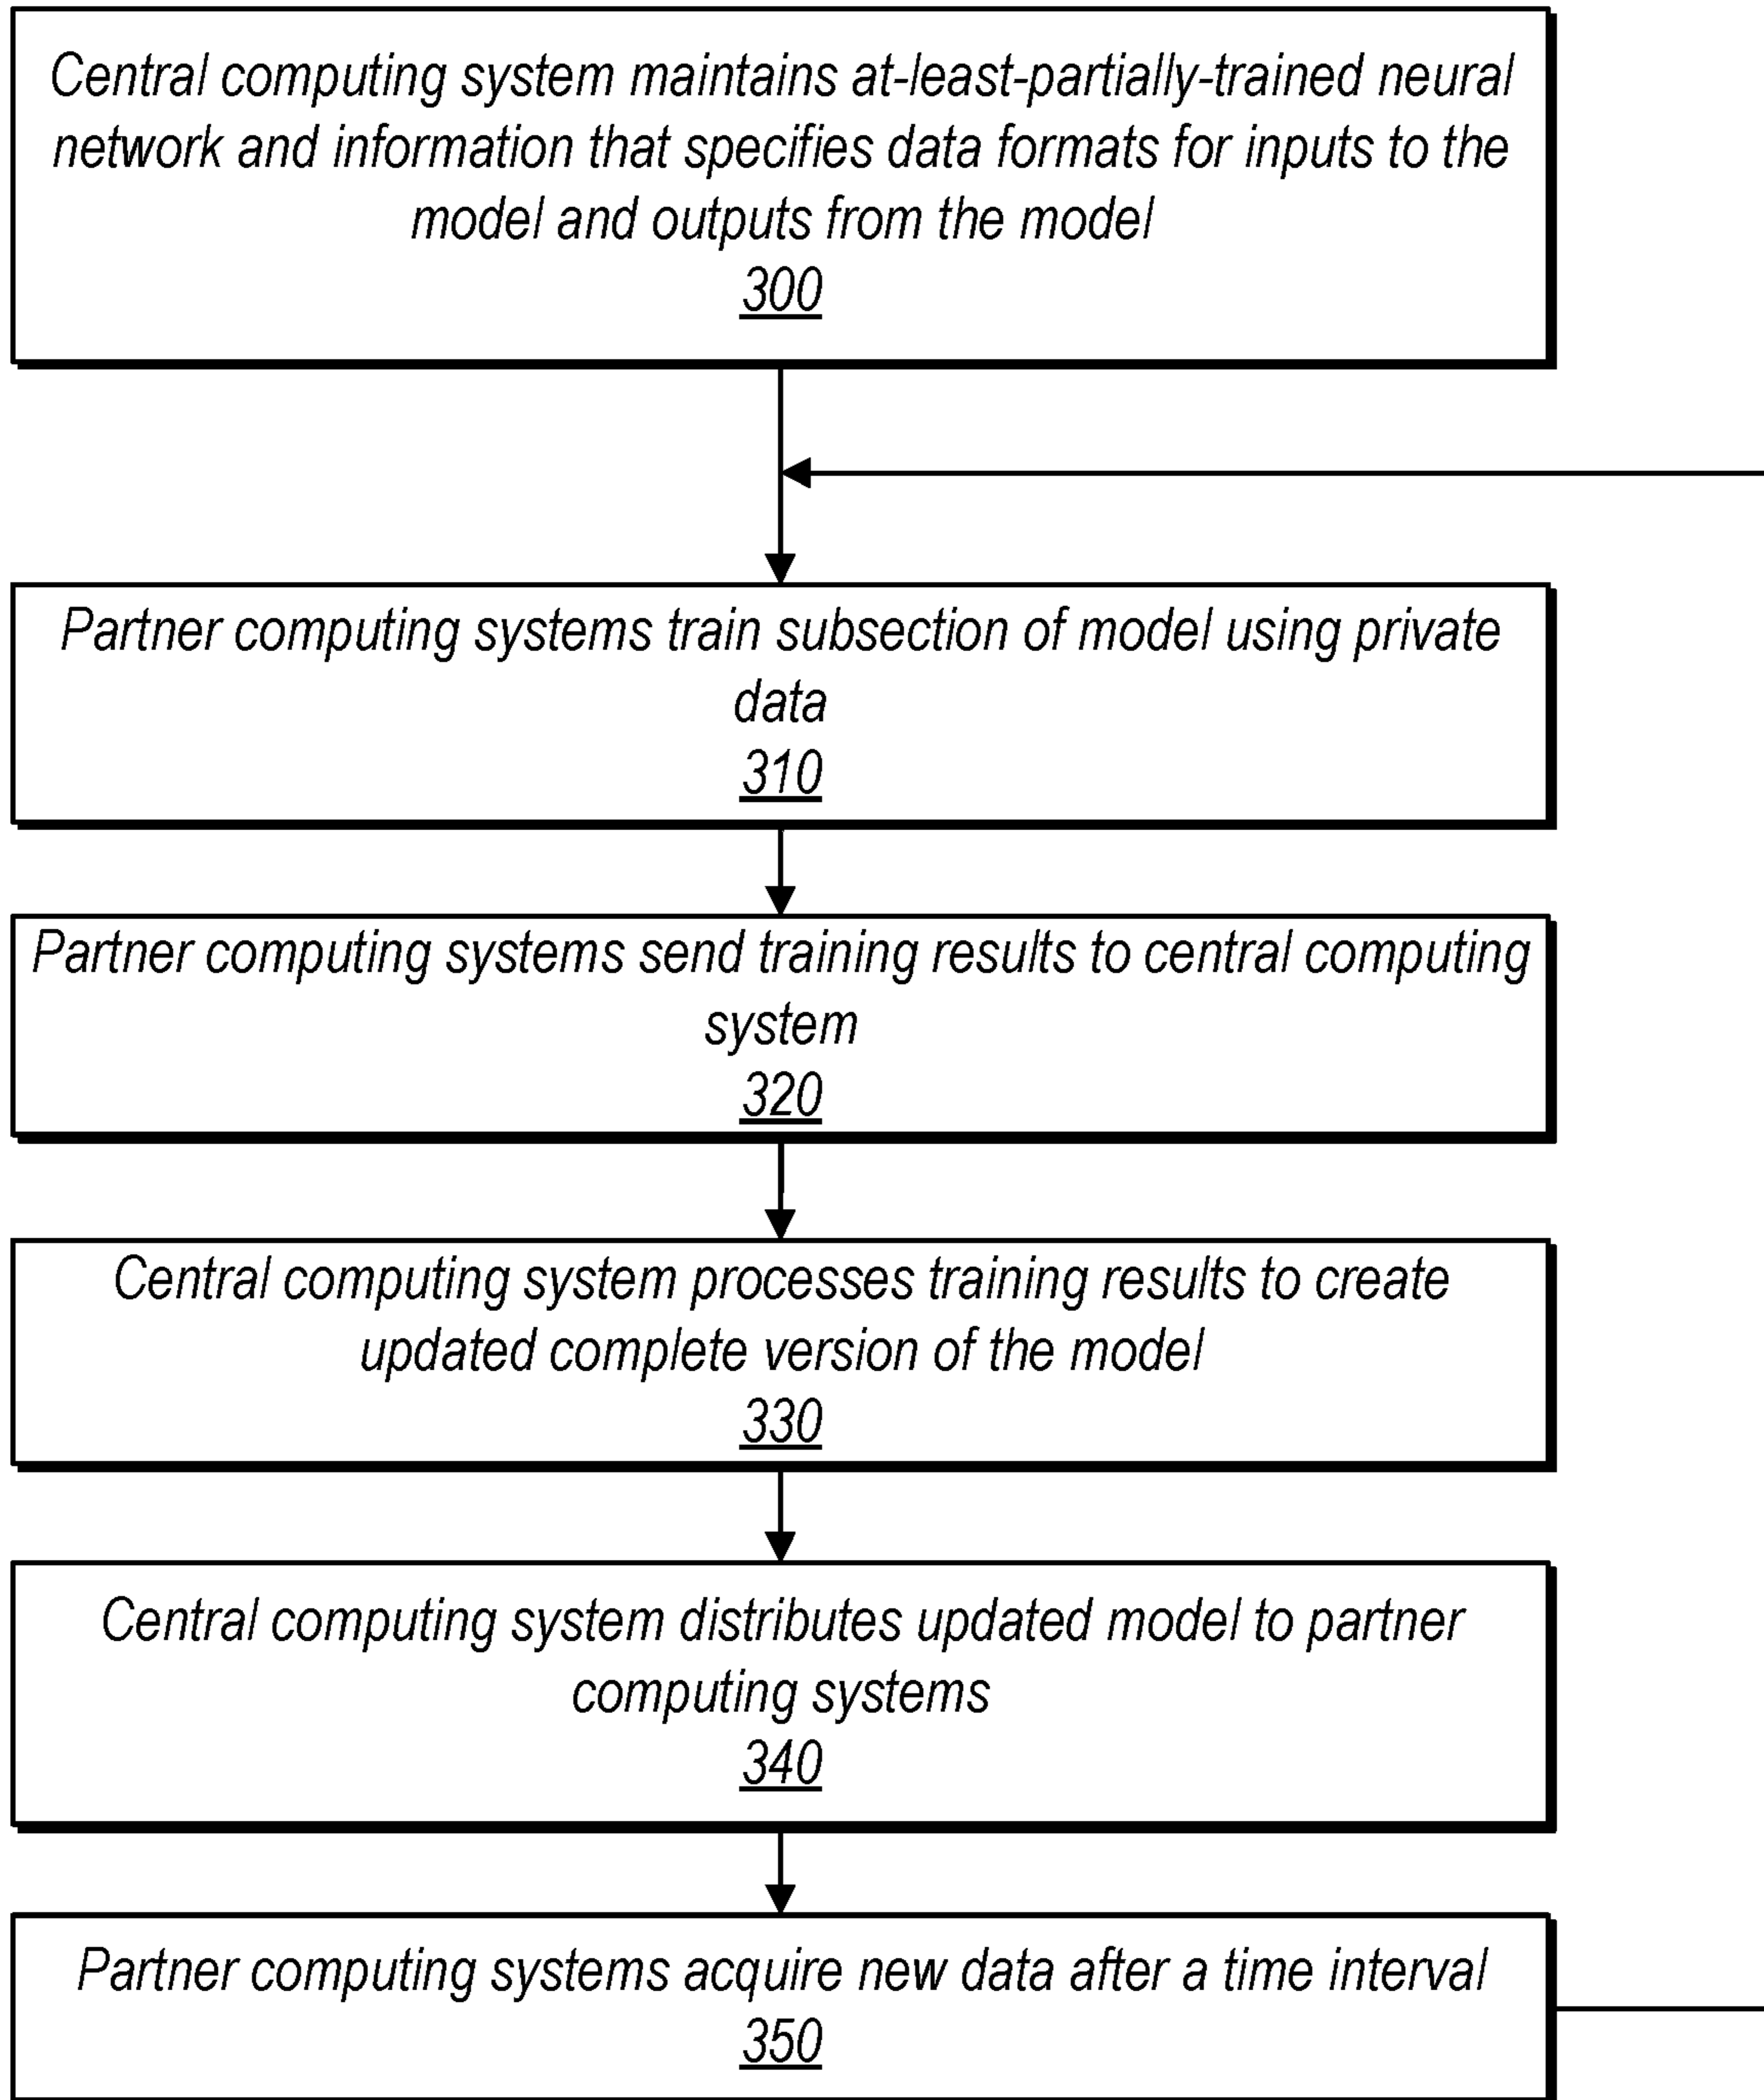 Central computing system maintains at-least-partially-trained neural
network and information that specifies data formats for inputs to the
model and outputs from the model
300
Partner computing systems train subsection of model using private
data
310
Partner computing systems send training results to central computing
system
320
Central computing system processes training results to create
updated complete version of the model
330
Central computing system distributes updated model to partner
computing systems
340
Partner computing systems acquire new data after a time interval
350